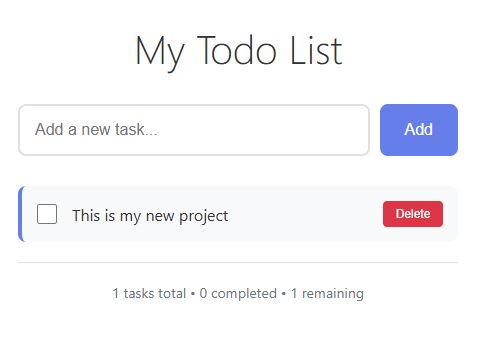 My Todo List
Add a new task...
Add
This is my new project
Delete
1 tasks total • 0 completed • 1 remaining